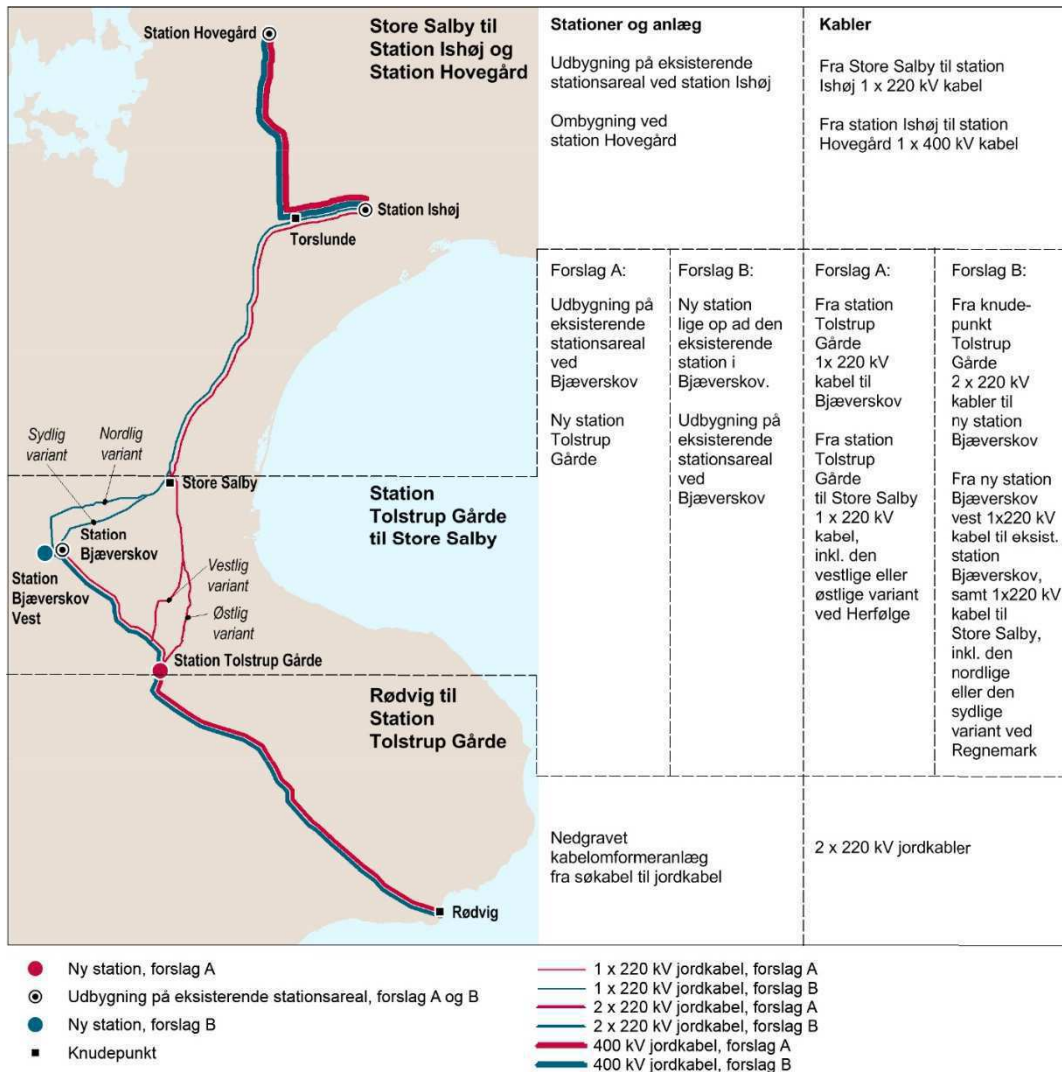 Station Hovegård
Store Salby til
Station Ishøj og
Station Hovegård
Station Ishøj
Torslunde
Sydlig
variant
Nordlig
variant
Store Salby
Station
Bjæverskov
Station
Tolstrup Gårde
til Store Salby
Station
Bjæverskov
Vest
Vestlig
variant
Østlig
variant
Station Tolstrup Gårde
Rødvig til
Station
Tolstrup Gårde
Rødvig
Stationer og anlæg
Udbygning på eksisterende
stationsareal ved station Ishøj
Ombygning ved
station Hovegård
Kabler
Fra Store Salby til station
Ishøj 1 x 220 kV kabel
Fra station Ishøj til station
Hovegård 1 x 400 kV kabel
Forslag A:
Udbygning på
eksisterende
stationsareal
ved
Bjæverskov
Ny station
Tolstrup
Gårde
Forslag B:
Ny station
lige op ad den
eksisterende
station i
Bjæverskov.
Udbygning på
eksisterende
stationsareal
ved
Bjæverskov
Forslag A:
Fra station
Tolstrup
Gårde
1x 220 kV
kabel til
Bjæverskov
Fra station
Tolstrup
Gårde
til Store Salby
1 x 220 kV
kabel,
inkl. den
vestlige eller
østlige variant
ved Herfølge
Forslag B:
Fra knude-
punkt
Tolstrup
Gårde
2 x 220 kV
kabler til
ny station
Bjæverskov
Fra ny station
Bjæverskov
vest 1x220 kV
kabel til eksist.
station
Bjæverskov,
samt 1x220 kV
kabel til
Store Salby,
inkl. den
nordlige
eller den
sydlige
variant ved
Regnemark
Nedgravet
kabelomformeranlæg
fra søkabel til jordkabel
2 x 220 kV jordkabler
Ny station, forslag A
Udbygning på eksisterende stationsareal, forslag A og B
Ny station, forslag B
Knudepunkt
1 x 220 kV jordkabel, forslag A
1 x 220 kV jordkabel, forslag B
2 x 220 kV jordkabel, forslag A
2 x 220 kV jordkabel, forslag B
400 kV jordkabel, forslag A
400 kV jordkabel, forslag B